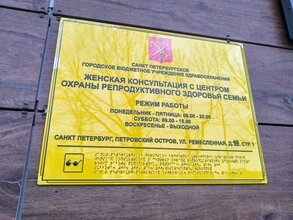 САНКТ ПЕТЕРБУРГСКОЕ
ГОРОДСКОЕ БЮДЖЕТНОЕ УЧРЕЖДЕНИЕ ЗДРАВООХРАНЕНИЯ
ЖЕНСКАЯ КОНСУЛЬТАЦИЯ С ЦЕНТРОМ
ОХРАНЫ РЕПРОДУКТИВНОГО ЗДОРОВЬЯ СЕМЬИ
РЕЖИМ РАБОТЫ
ПОНЕДЕЛЬНИК - ПЯТНИЦА: 08.00 - 20.00
СУББОТА: 09.00 - 15.00
ВОСКРЕСЕНЬЕ - ВЫХОДНОЙ
САНКТ ПЕТЕРБУРГ, ПЕТРОВСКИЙ ОСТРОВ, УЛ. РЕМЕСЛЕННАЯ, Д.19, СТР. 1